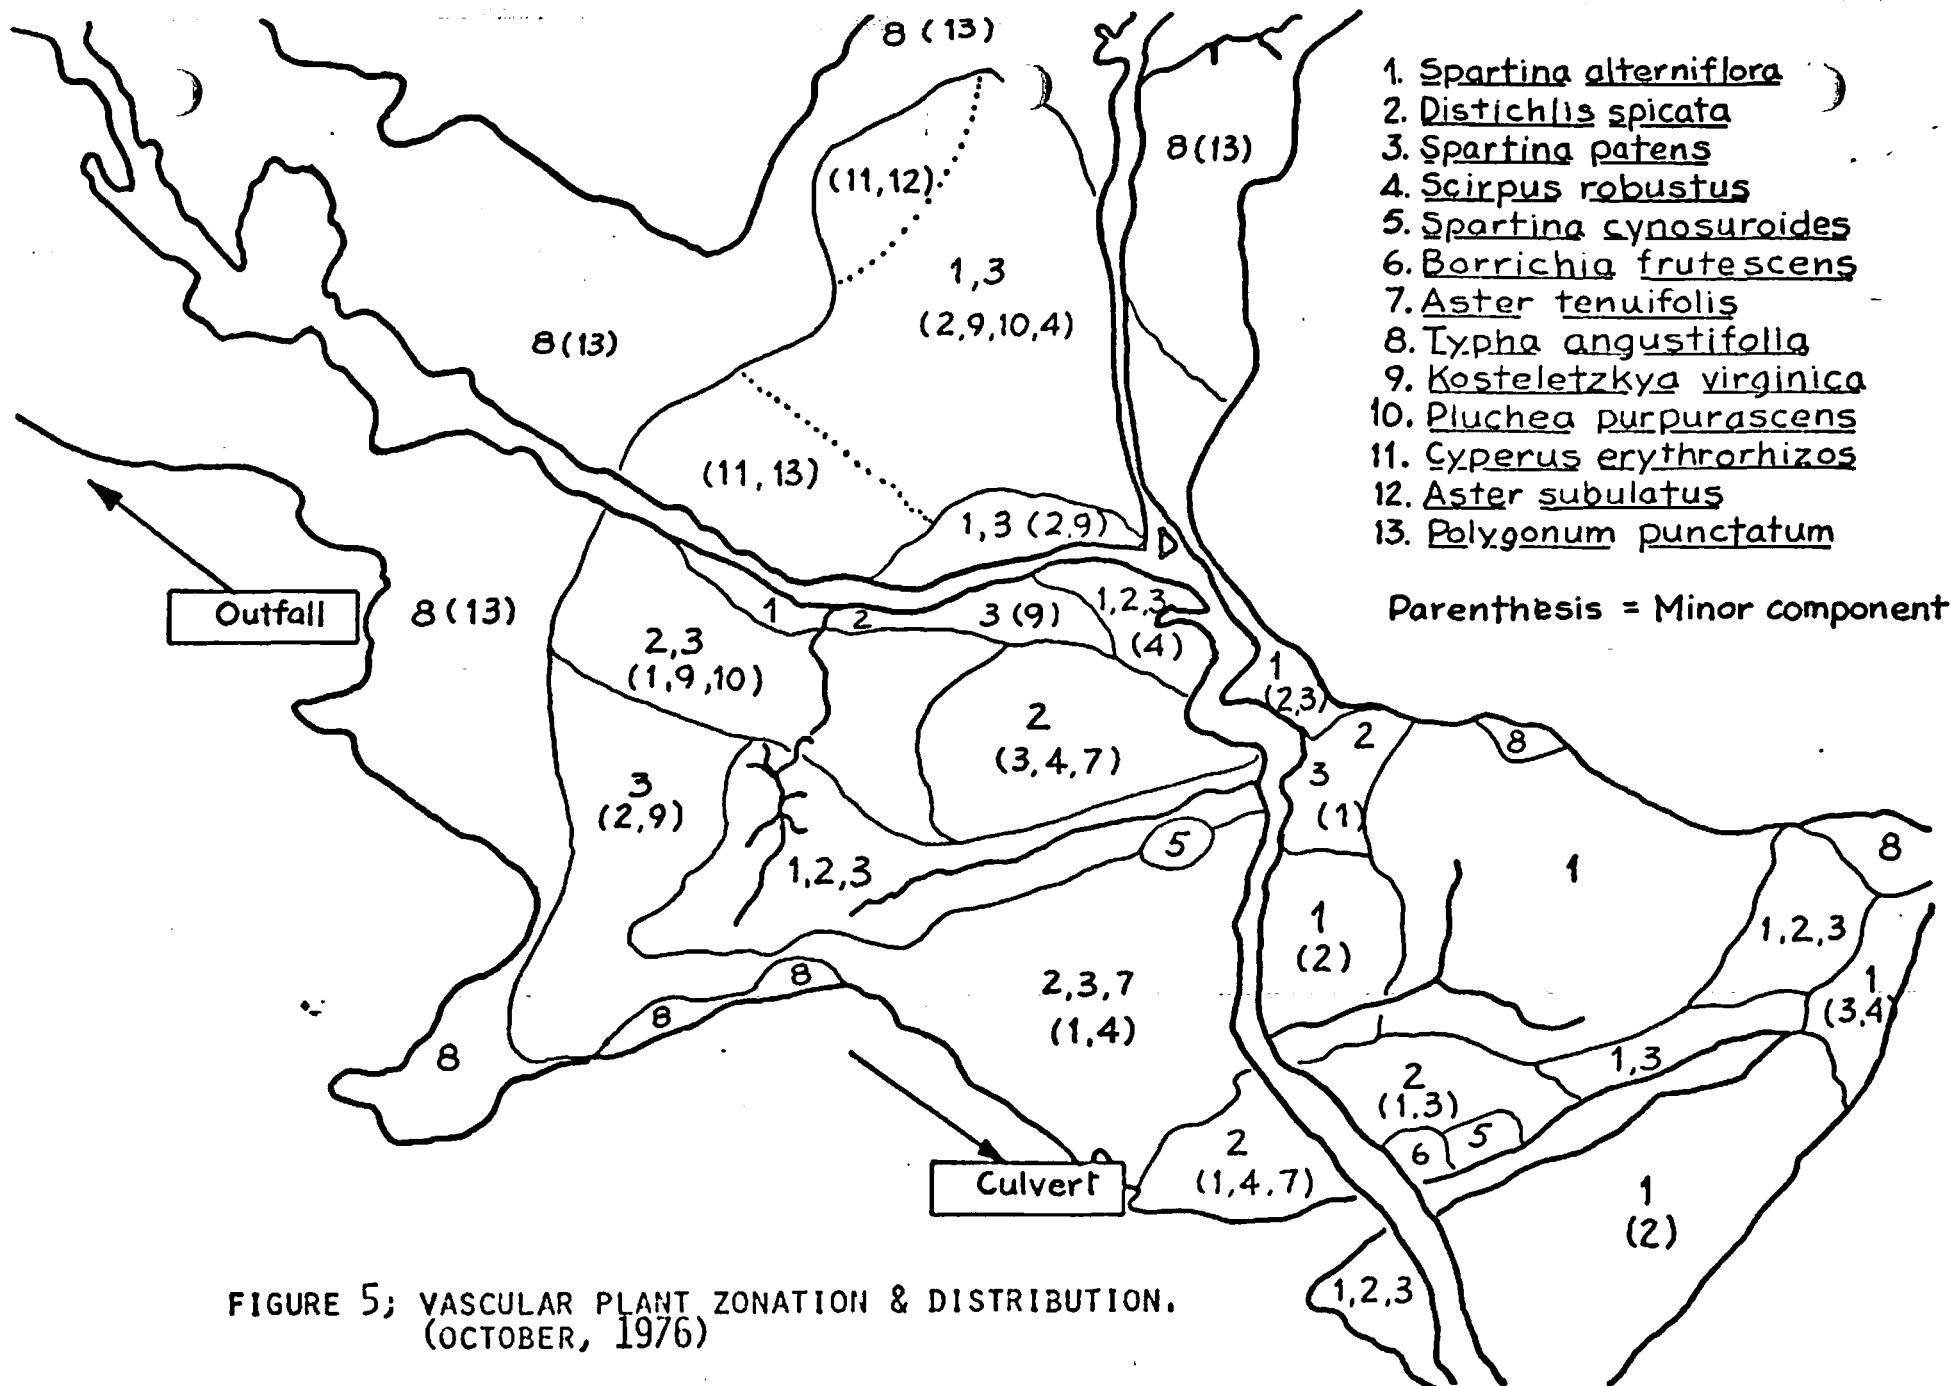 8 (13)
1. Spartina alterniflora
2. Distichlis spicata
3. Spartina patens
4. Scirpus robustus
5. Spartina cynosuroides
6. Borrichia frutescens
7. Aster tenuifolis
8. Typha angustifolia
9. Kosteletzkya virginica
10. Pluchea purpurascens
11. Cyperus erythrorhizos
12. Aster subulatus
13. Polygonum punctatum
Parenthesis = Minor component
8(13)
(11,12)
1,3
(2,9,10,4)
8(13)
(11,13)
1,3 (2,9)
Outfall
8(13)
1
2
3 (9)
1,2,3
(4)
2,3
(1,9,10)
1
(2,3)
2
(3,4,7)
2
3
(1)
8
3
(2,9)
5
1,2,3
1
8
1
(2)
1,2,3
8
8
2,3,7
(1,4)
1
(3,4)
8
1,3
2
(1,3)
6
5
2
(1,4,7)
Culvert
1
(2)
1,2,3
FIGURE 5; VASCULAR PLANT ZONATION & DISTRIBUTION.
(OCTOBER, 1976)